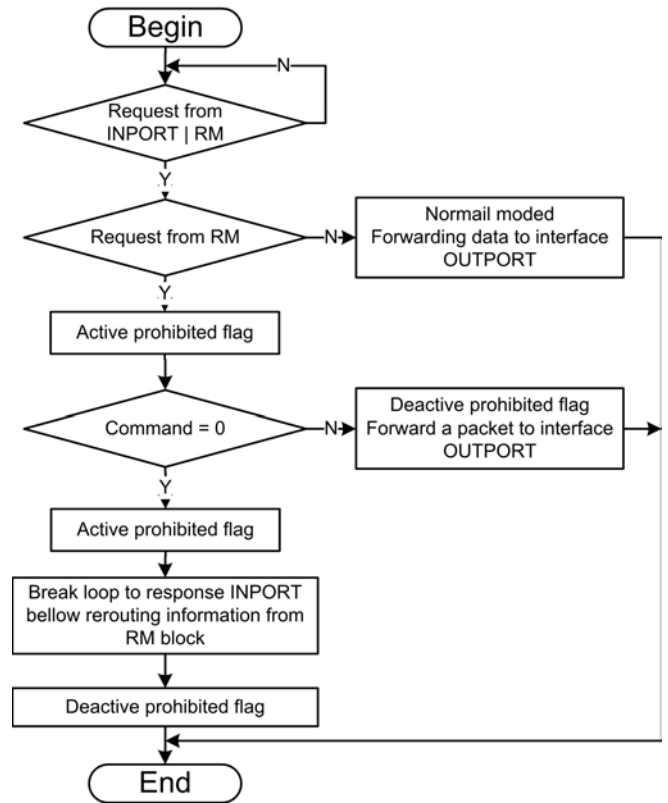 Begin
N
Request from
INPORT | RM
Y
Request from RM
N
Normail moded
Forwarding data to interface
OUTPORT
Y
Active prohibited flag
Command = 0
N
Deactive prohibited flag
Forward a packet to interface
OUTPORT
Y
Active prohibited flag
Break loop to response INPORT
bellow rerouting information from
RM block
Deactive prohibited flag
End